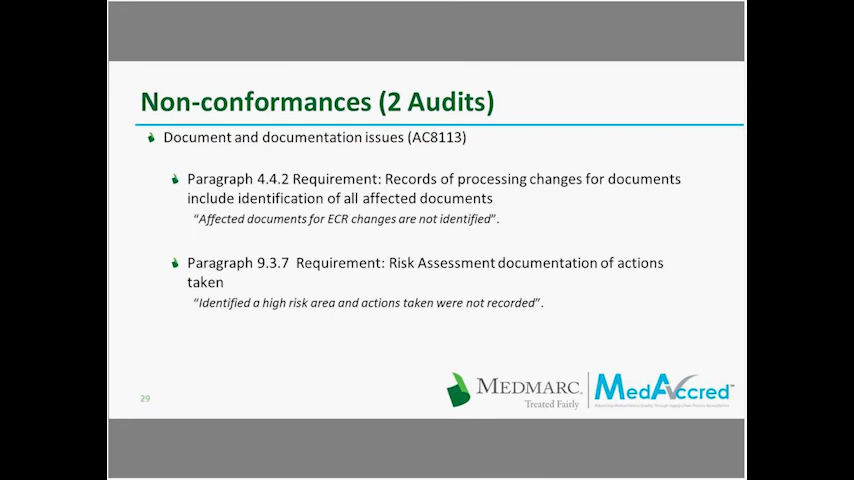 Non-conformances (2 Audits)
Document and documentation issues (AC8113)
Paragraph 4.4.2 Requirement: Records of processing changes for documents
include identification of all affected documents
“Affected documents for ECR changes are not identified”.
Paragraph 9.3.7 Requirement: Risk Assessment documentation of actions
taken
“Identified a high risk area and actions taken were not recorded”.
29
MEDMARC®
Treated Fairly
MedAccred™